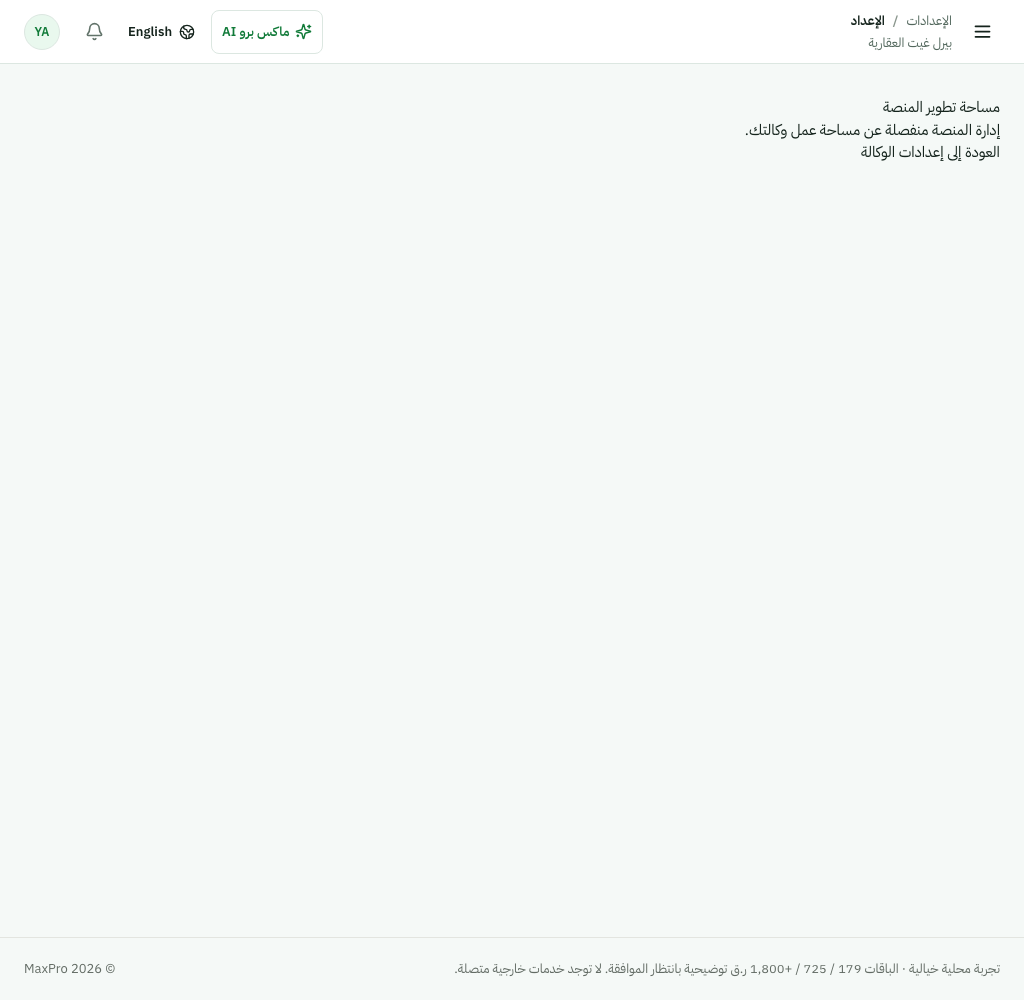 الإعدادات / الإعداد
بيرل غيت العقارية
ماكس برو AI
English
YA
مساحة تطوير المنصة
إدارة المنصة منفصلة عن مساحة عمل وكالتك.
العودة إلى إعدادات الوكالة
تجربة محلية خيالية · الباقات 179 / 725 / +1,800 ر.ق توضيحية بانتظار الموافقة. لا توجد خدمات خارجية متصلة.
© 2026 MaxPro